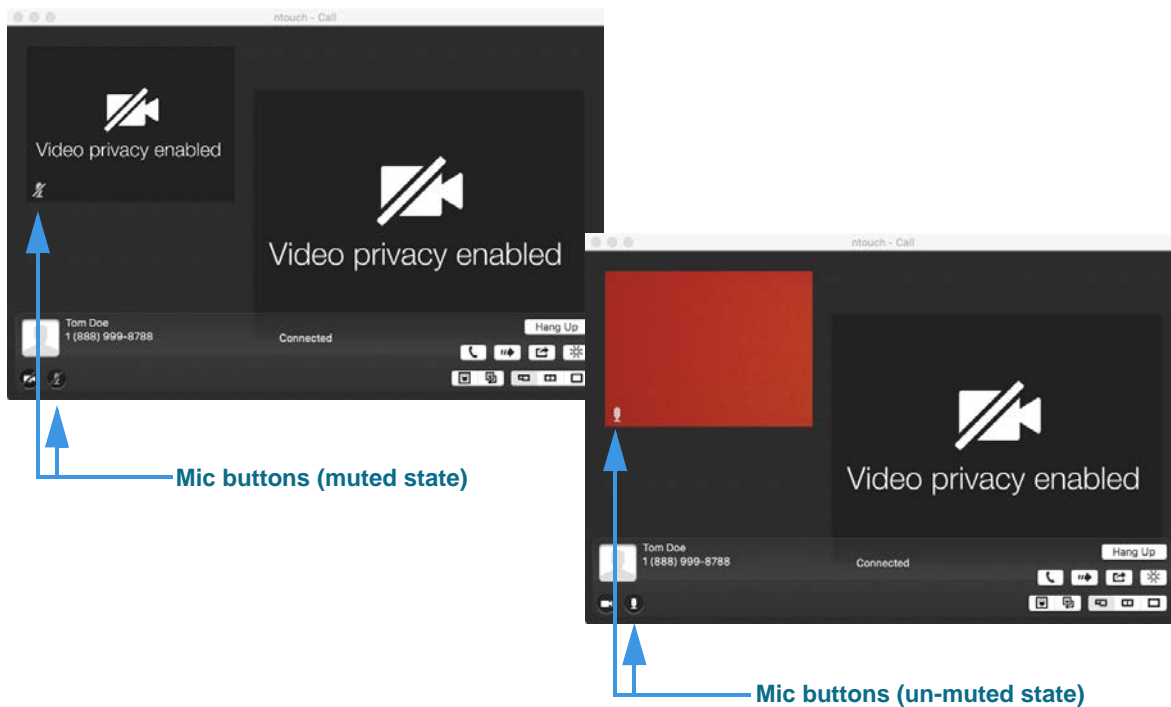 ntouch - Call
Video privacy enabled
Video privacy enabled
Tom Doe
1 (888) 999-8788
Connected
Hang Up
Mic buttons (muted state)
ntouch - Call
Video privacy enabled
Tom Doe
1 (888) 999-8788
Connected
Hang Up
Mic buttons (un-muted state)